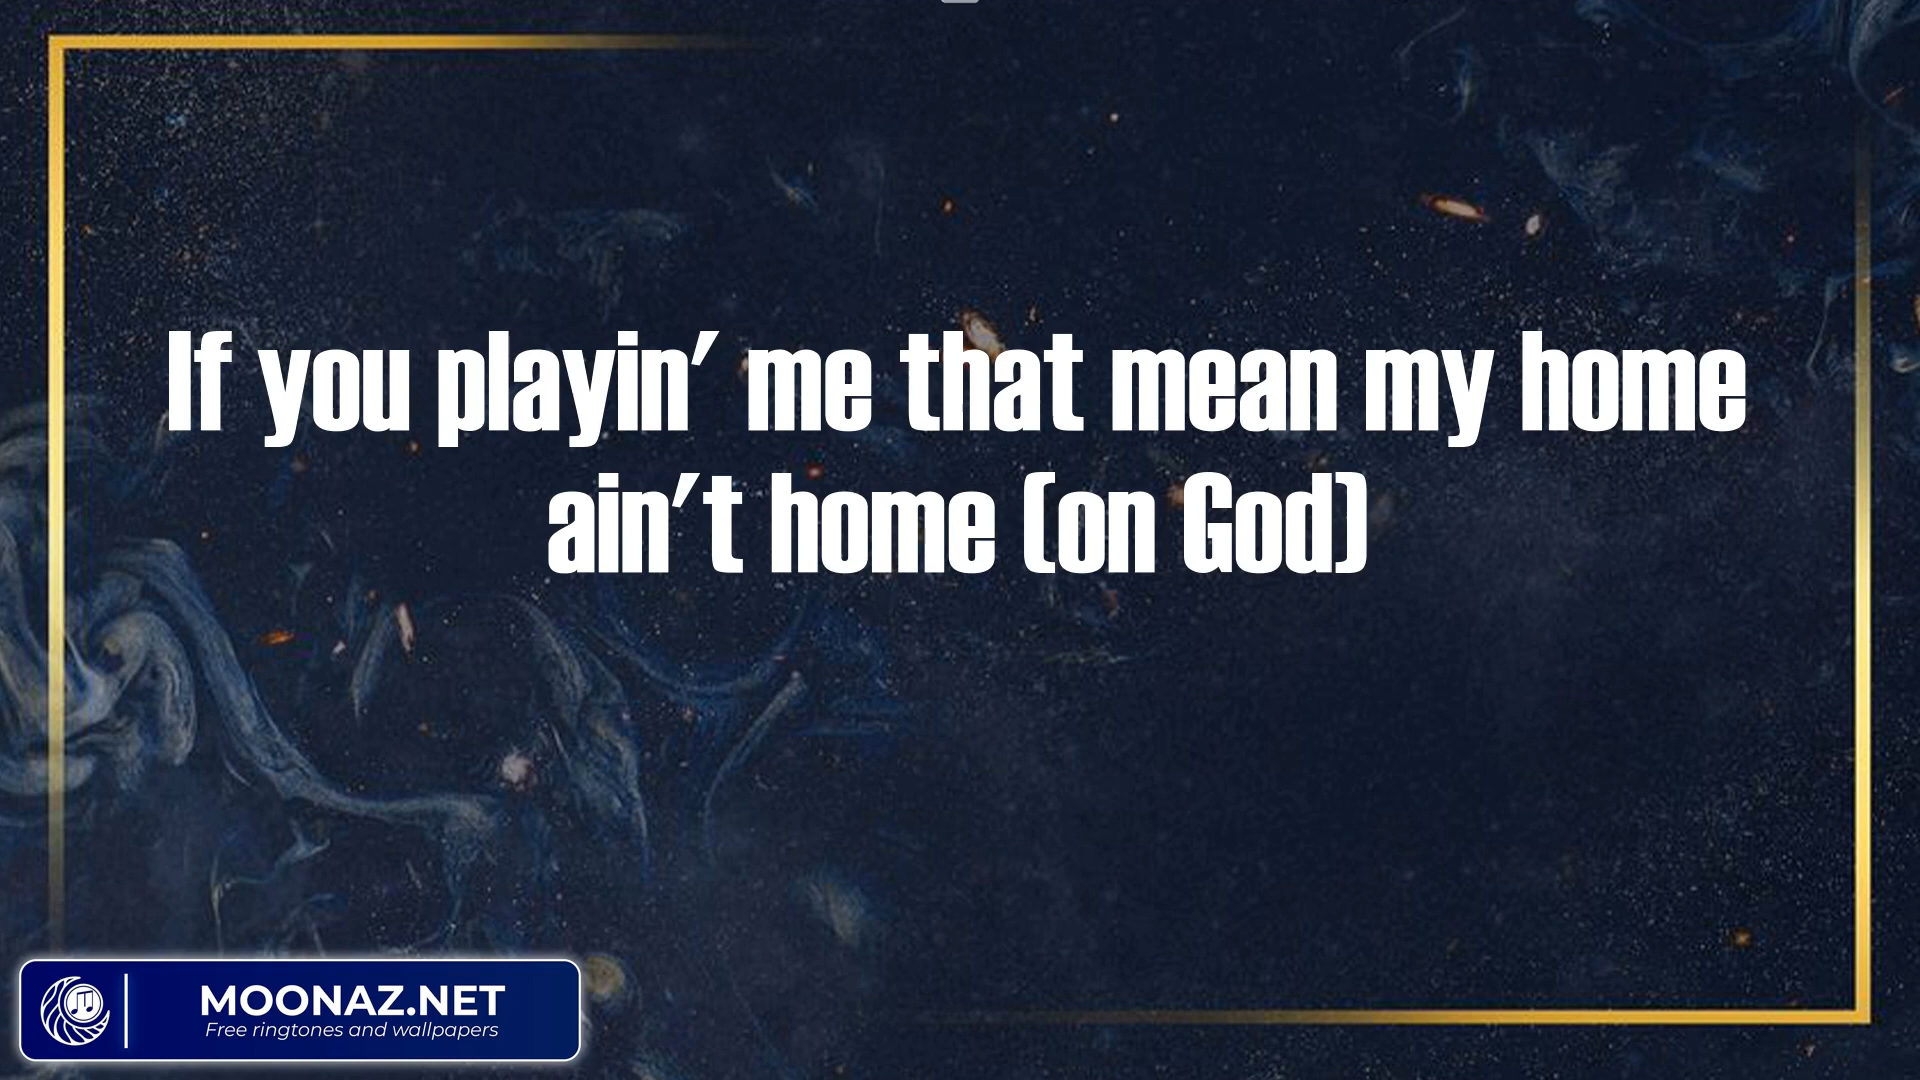 If you playin' me that mean my home
ain't home (on God)
MOONAZ.NET
Free ringtones and wallpapers